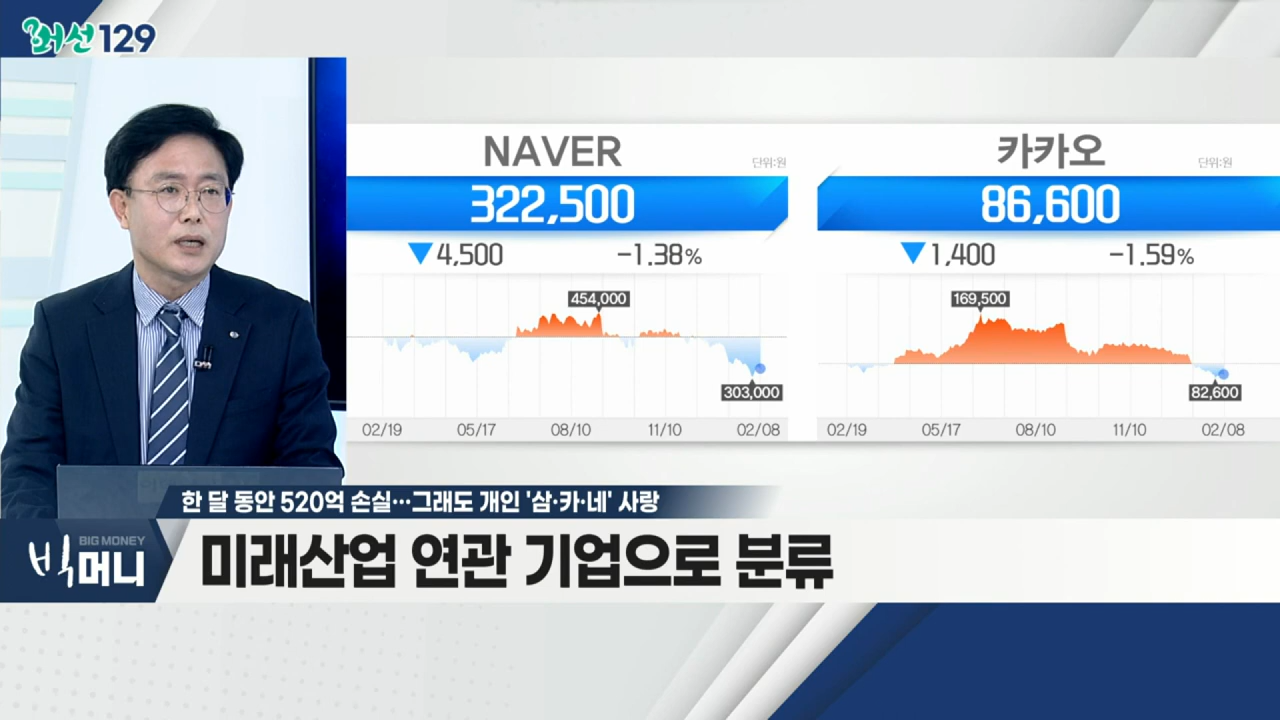 머선129
NAVER
단위:원
322,500
▼4,500 -1.38%
454,000
303,000
02/19 05/17 08/10 11/10 02/08
카카오
단위:원
86,600
▼1,400 -1.59%
169,500
82,600
02/19 05/17 08/10 11/10 02/08
한 달 동안 520억 손실…그래도 개인 '삼·카·네' 사랑
BIG MONEY
빅머니
미래산업 연관 기업으로 분류